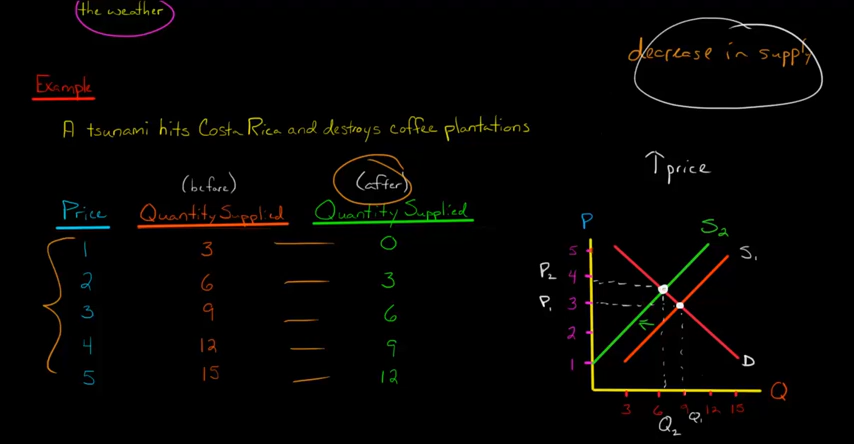 the weather
decrease in supply
Example
A tsunami hits Costa Rica and destroys coffee plantations
↑price
(before) (after)
Price Quantity Supplied Quantity Supplied
1 3 0
2 6 3
3 9 6
4 12 9
5 15 12
P
S₂
S₁
5
P₂ 4
P₁ 3
2
1
D
Q
3 6 9 12 15
Q₂ Q₁